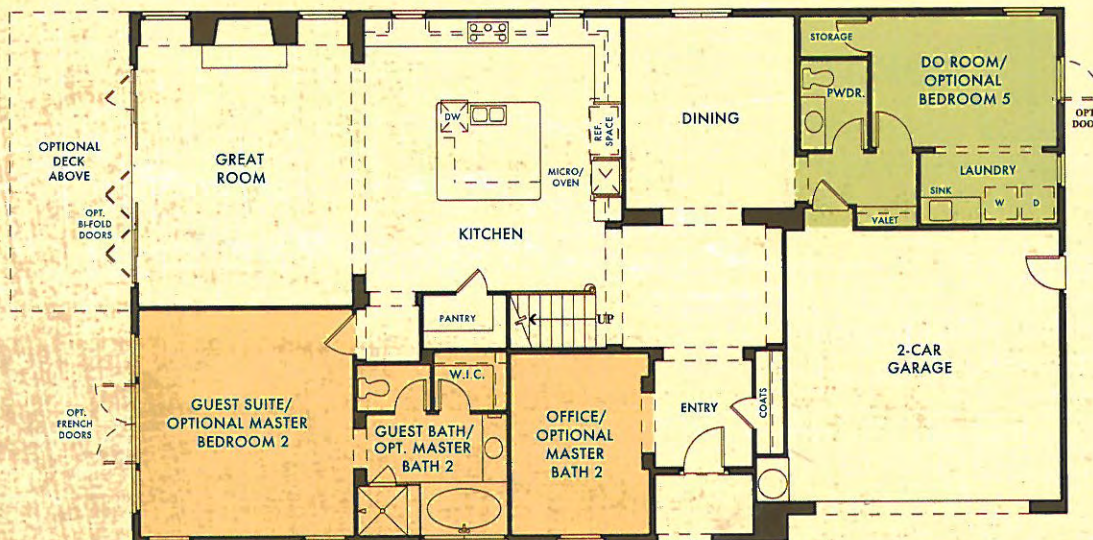 STORAGE
DO ROOM/
OPTIONAL
BEDROOM 5
PWDR.
OPT.
DOOR
DW
REF.
SPACE
DINING
OPTIONAL
DECK
ABOVE
GREAT
ROOM
MICRO/
OVEN
LAUNDRY
SINK
W
D
OPT.
BI-FOLD
DOORS
KITCHEN
VALET
PANTRY
UP
2-CAR
GARAGE
W.I.C.
COATS
GUEST SUITE/
OPTIONAL MASTER
BEDROOM 2
OPT.
FRENCH
DOORS
GUEST BATH/
OPT. MASTER
BATH 2
OFFICE/
OPTIONAL
MASTER
BATH 2
ENTRY